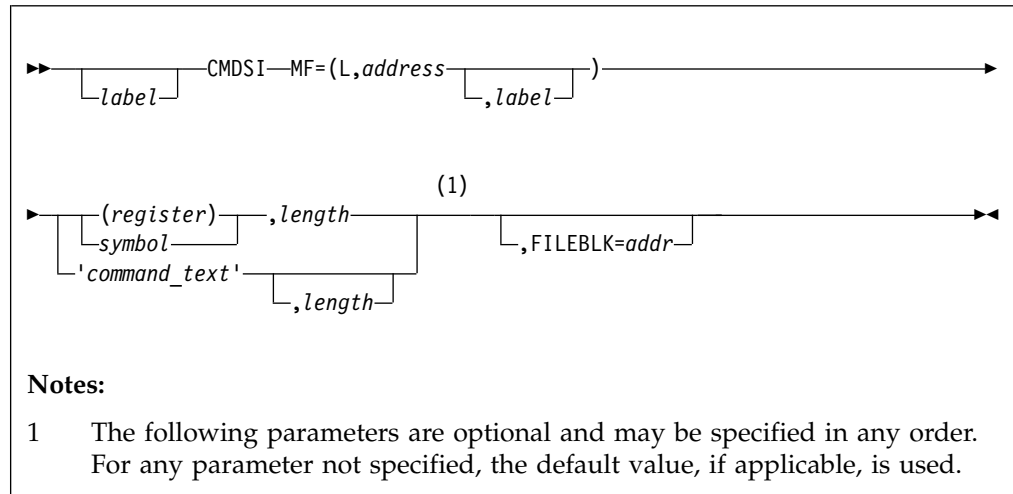 CMDSI MF=(L,address )
label ,label
(1)
(register) ,length
symbol ,FILEBLK=addr
'command_text'
,length
Notes:
1 The following parameters are optional and may be specified in any order.
For any parameter not specified, the default value, if applicable, is used.